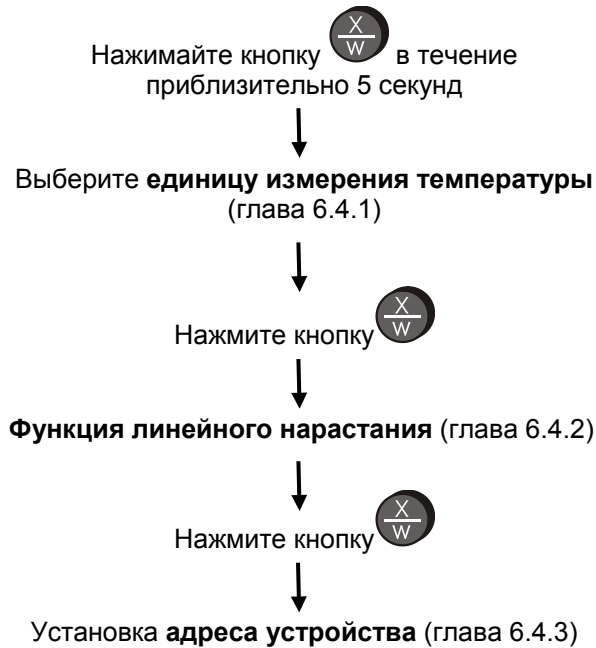 Нажимайте кнопку X/W в течение
приблизительно 5 секунд
Выберите единицу измерения температуры
(глава 6.4.1)
Нажмите кнопку X/W
Функция линейного нарастания (глава 6.4.2)
Нажмите кнопку X/W
Установка адреса устройства (глава 6.4.3)